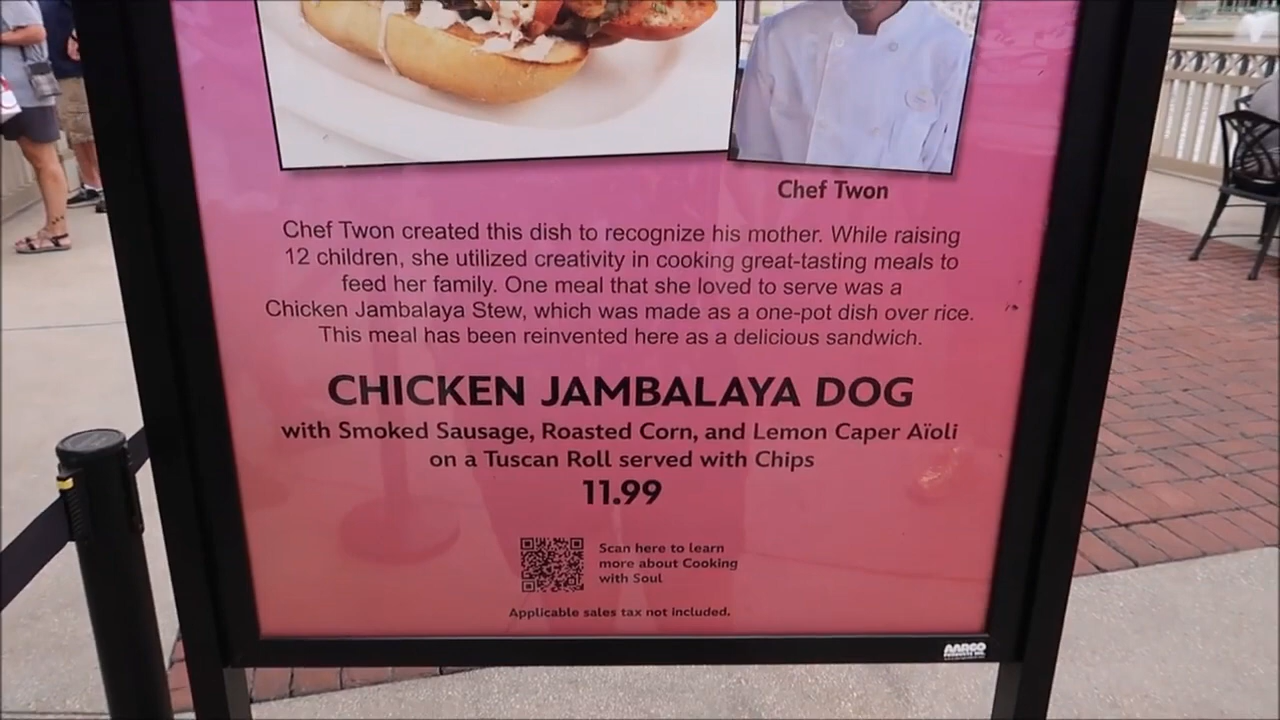 Chef Twon
Chef Twon created this dish to recognize his mother. While raising
12 children, she utilized creativity in cooking great-tasting meals to
feed her family. One meal that she loved to serve was a
Chicken Jambalaya Stew, which was made as a one-pot dish over rice.
This meal has been reinvented here as a delicious sandwich.
CHICKEN JAMBALAYA DOG
with Smoked Sausage, Roasted Corn, and Lemon Caper Aïoli
on a Tuscan Roll served with Chips
11.99
Scan here to learn
more about Cooking
with Soul
Applicable sales tax not included.
AARCO
PRODUCTS INC.